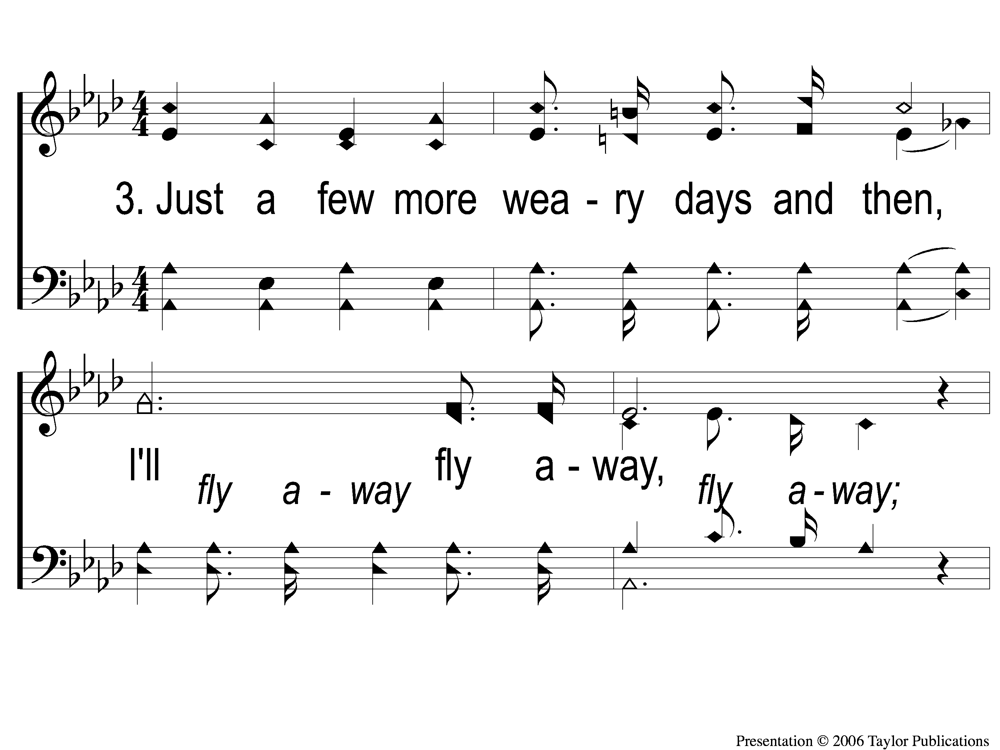 3. Just a few more wea - ry days and then,
I'll fly a - way,
fly a - way fly a - way;
Presentation © 2006 Taylor Publications